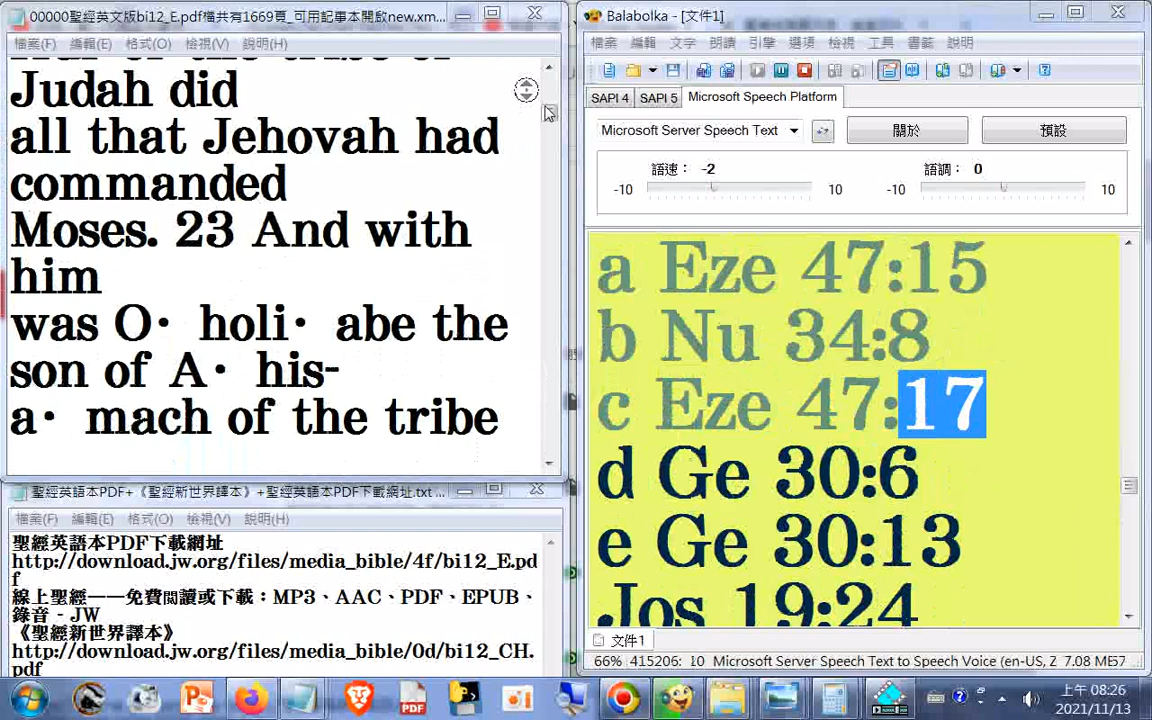 00000聖經英文版bi12_E.pdf檔共有1669頁_可用記事本開啟new.xm...
檔案(F) 編輯(E) 格式(O) 檢視(V) 說明(H)
Judah did
all that Jehovah had
commanded
Moses. 23 And with
him
was O· holi· abe the
son of A· his-
a· mach of the tribe
聖經英語本PDF+《聖經新世界譯本》+聖經英語本PDF下載網址.txt ...
檔案(F) 編輯(E) 格式(O) 檢視(V) 說明(H)
聖經英語本PDF下載網址
http://download.jw.org/files/media_bible/4f/bi12_E.pd
f
線上聖經——免費閱讀或下載：MP3、AAC、PDF、EPUB、
錄音 - JW
《聖經新世界譯本》
http://download.jw.org/files/media_bible/0d/bi12_CH.
pdf
Balabolka - [文件1]
檔案 編輯 文字 朗讀 引擎 選項 檢視 工具 書籤 說明
SAPI 4 SAPI 5 Microsoft Speech Platform
Microsoft Server Speech Text 關於 預設
語速： -2 語調： 0
-10 10 -10 10
a Eze 47:15
b Nu 34:8
c Eze 47:17
d Ge 30:6
e Ge 30:13
Jos 19:24
文件1
66% 415206: 10 Microsoft Server Speech Text to Speech Voice (en-US, Z 7.08 ME57
上午 08:26
2021/11/13